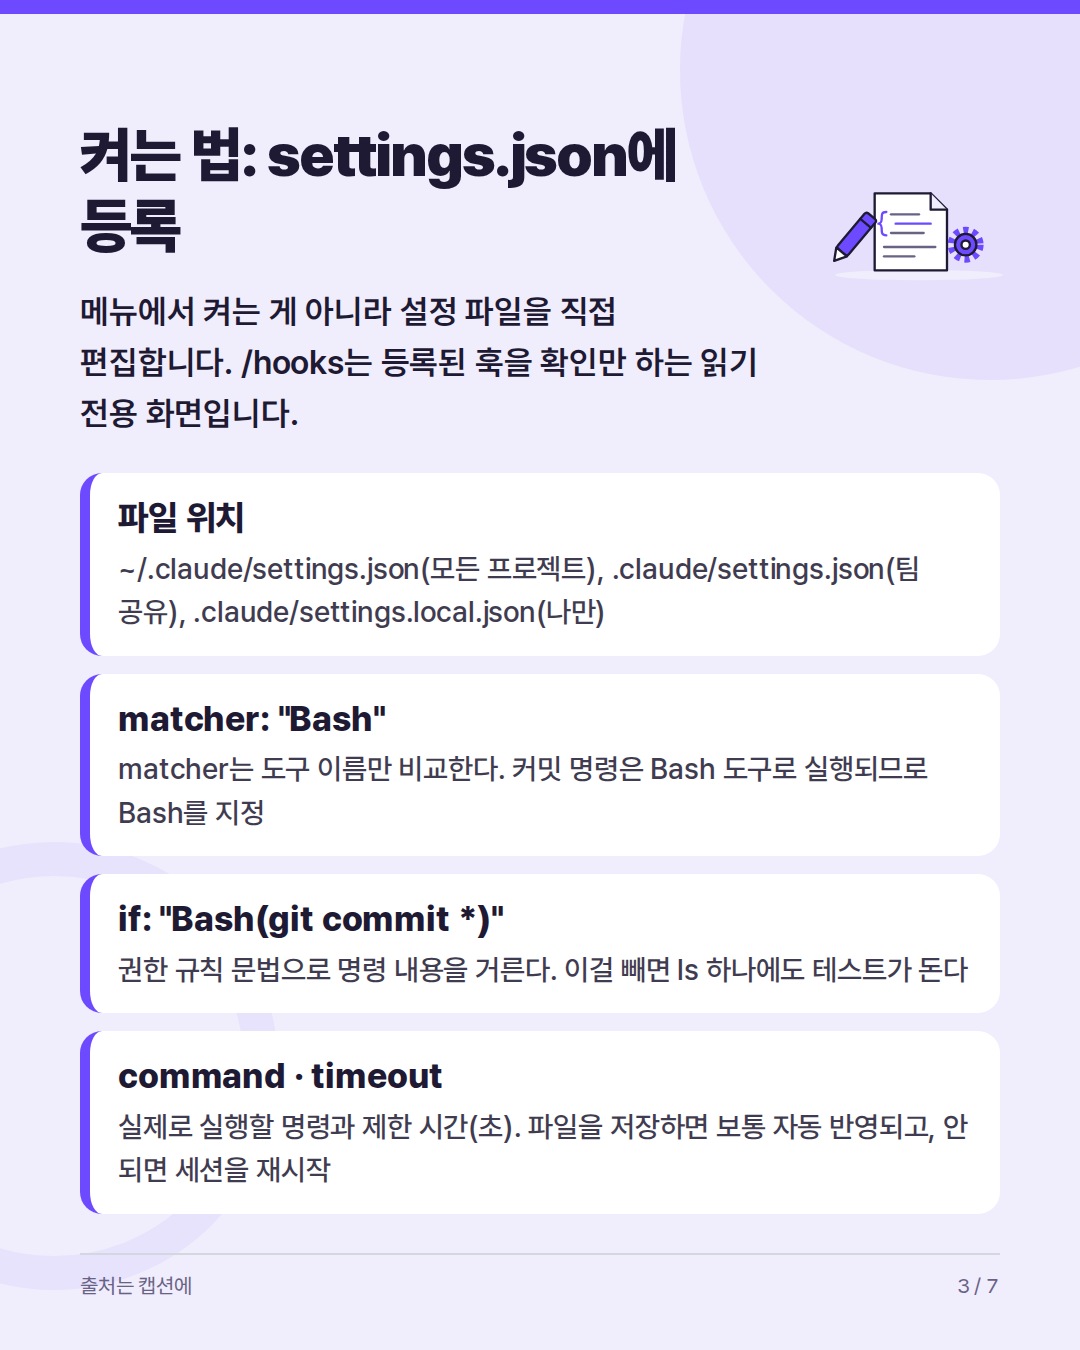 켜는 법: settings.json에
등록
메뉴에서 켜는 게 아니라 설정 파일을 직접
편집합니다. /hooks는 등록된 훅을 확인만 하는 읽기
전용 화면입니다.
파일 위치
~/.claude/settings.json(모든 프로젝트), .claude/settings.json(팀
공유), .claude/settings.local.json(나만)
matcher: "Bash"
matcher는 도구 이름만 비교한다. 커밋 명령은 Bash 도구로 실행되므로
Bash를 지정
if: "Bash(git commit *)"
권한 규칙 문법으로 명령 내용을 거른다. 이걸 빼면 ls 하나에도 테스트가 돈다
command · timeout
실제로 실행할 명령과 제한 시간(초). 파일을 저장하면 보통 자동 반영되고, 안
되면 세션을 재시작
출처는 캡션에
3 / 7